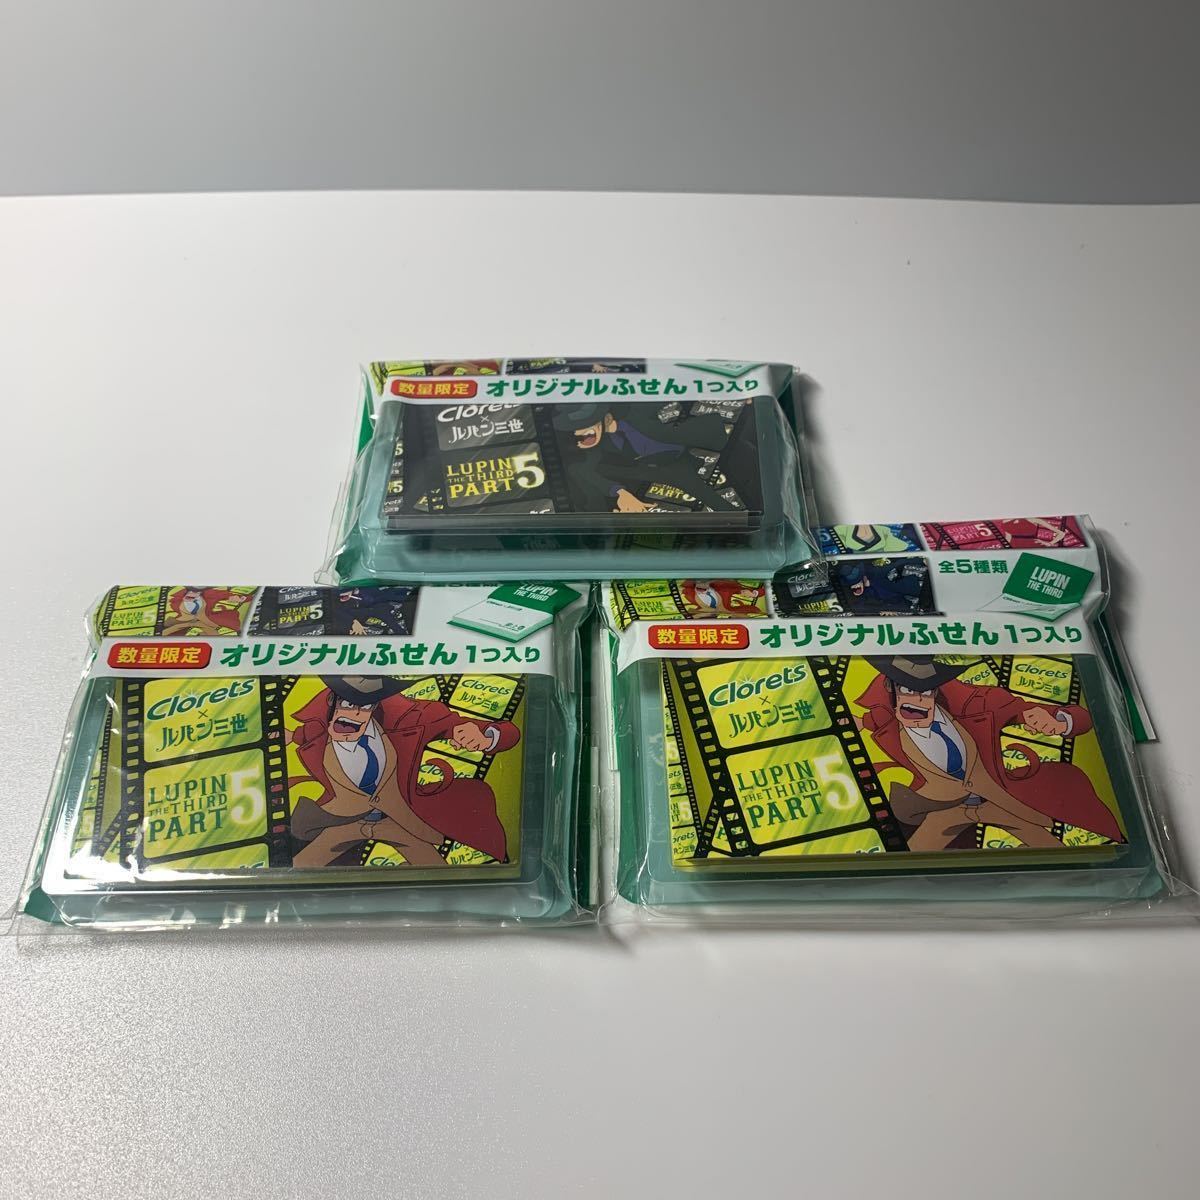 数量限定 オリジナルふせん1つ入り
Clorets
×
ルパン三世
LUPIN
THE THIRD
PART 5
LUPIN
THE THIRD
数量限定 オリジナルふせん1つ入り
Clorets
×
ルパン三世
LUPIN
THE THIRD
PART 5
全5種類
LUPIN
THE THIRD
数量限定 オリジナルふせん1つ入り
Clorets
×
ルパン三世
LUPIN
THE THIRD
PART 5